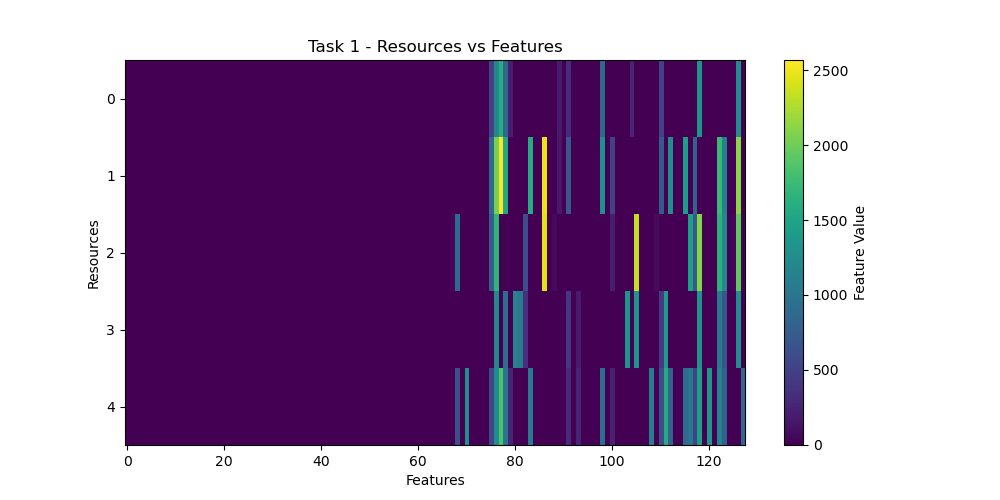 Task 1 - Resources vs Features
Resources
0
1
2
3
4
0 20 40 60 80 100 120
Features
2500
2000
1500
1000
500
0
Feature Value